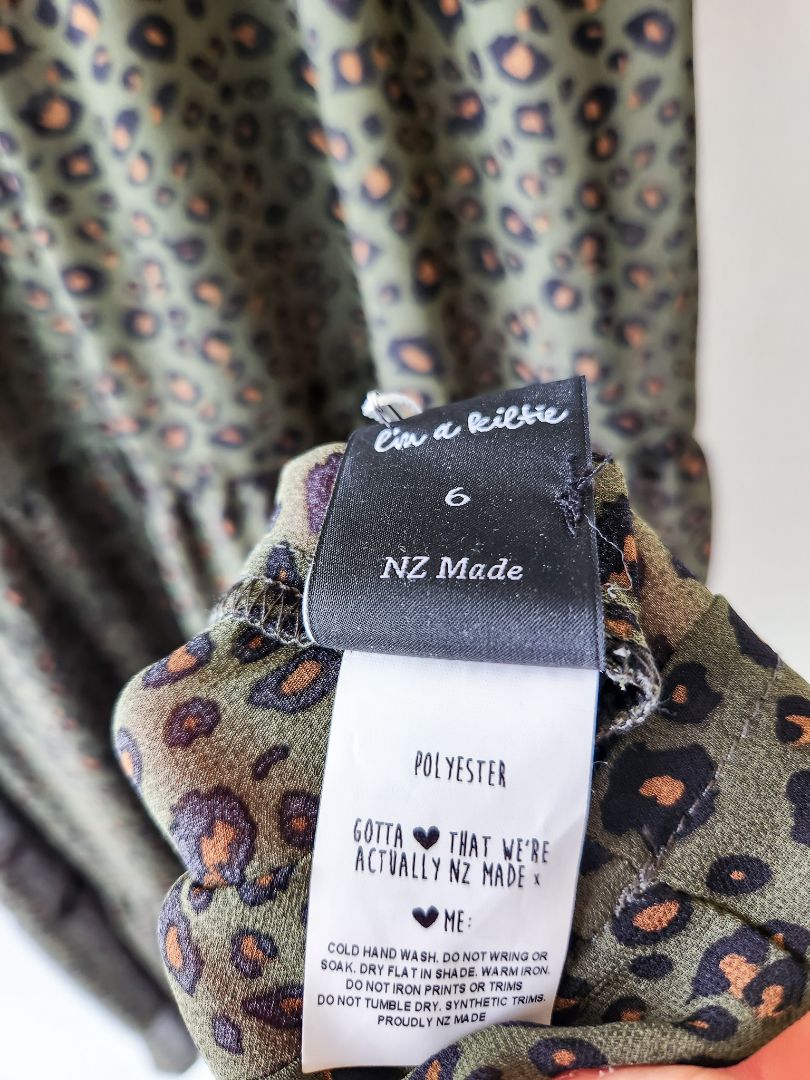 lin a kiltie
6
NZ Made
POLYESTER
GOTTA ♥ THAT WE'RE
ACTUALLY NZ MADE x
♥ ME:
COLD HAND WASH. DO NOT WRING OR
SOAK. DRY FLAT IN SHADE. WARM IRON.
DO NOT IRON PRINTS OR TRIMS
DO NOT TUMBLE DRY. SYNTHETIC TRIMS.
PROUDLY NZ MADE